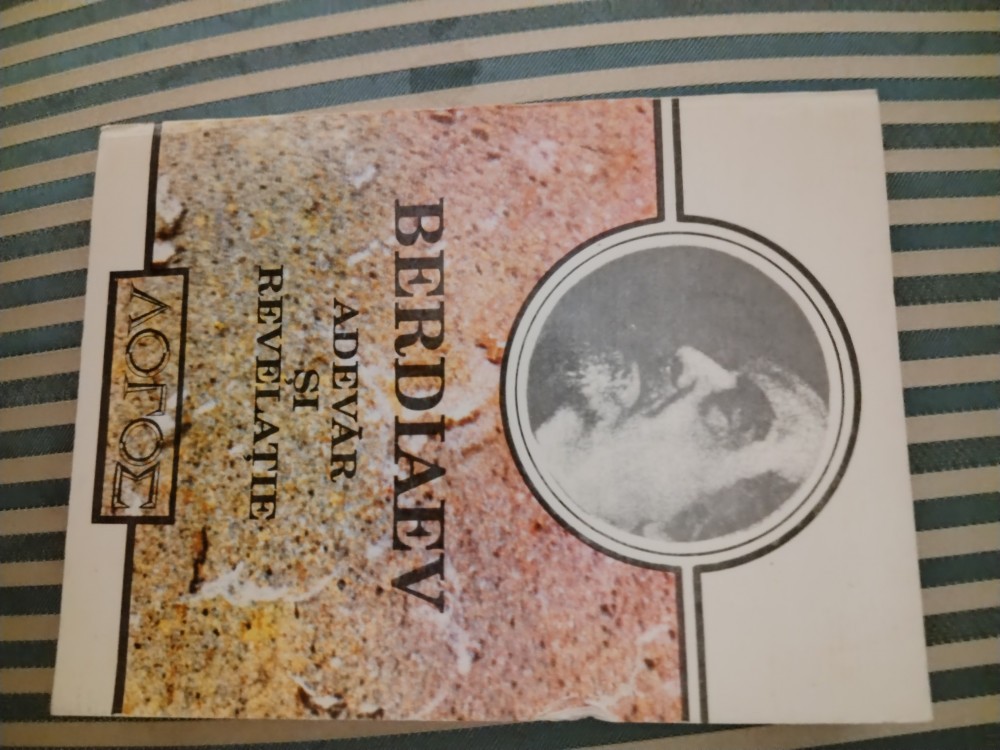 BERDIAEV
ADEVĂR
ȘI
REVELAȚIE
ΛΟΓΟΣ